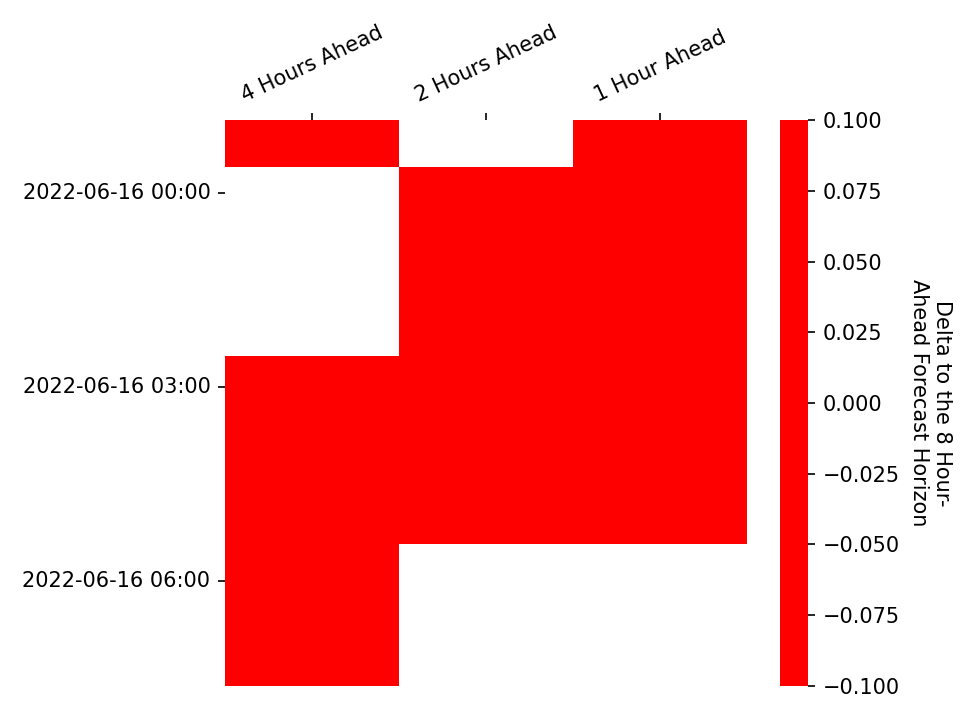 4 Hours Ahead
2 Hours Ahead
1 Hour Ahead
2022-06-16 00:00
2022-06-16 03:00
2022-06-16 06:00
0.100
0.075
0.050
0.025
0.000
−0.025
−0.050
−0.075
−0.100
Delta to the 8 Hour-
Ahead Forecast Horizon